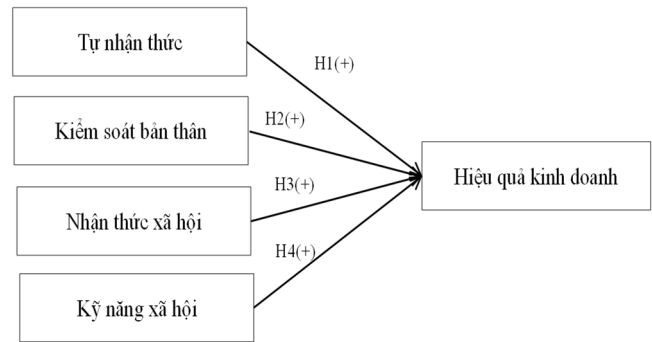 Tự nhận thức
H1(+)
Kiểm soát bản thân
H2(+)
Hiệu quả kinh doanh
H3(+)
Nhận thức xã hội
H4(+)
Kỹ năng xã hội